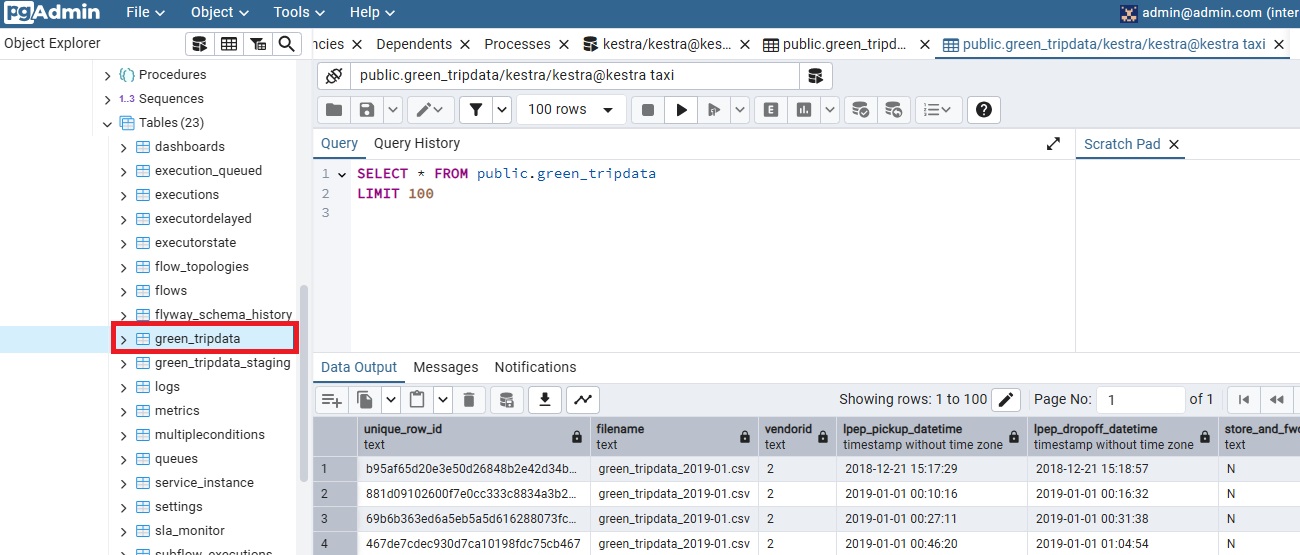 pgAdmin File Object Tools Help admin@admin.com (inter
Object Explorer
ncies Dependents Processes kestra/kestra@kes... public.green_tripd... public.green_tripdata/kestra/kestra@kestra taxi
public.green_tripdata/kestra/kestra@kestra taxi
100 rows
Query Query History
Scratch Pad
1 SELECT * FROM public.green_tripdata
2 LIMIT 100
3
Procedures
1..3 Sequences
Tables (23)
dashboards
execution_queued
executions
executordelayed
executorstate
flow_topologies
flows
flyway_schema_history
green_tripdata
green_tripdata_staging
logs
metrics
multipleconditions
queues
service_instance
settings
sla_monitor
subflow_executions
Data Output Messages Notifications
Showing rows: 1 to 100 Page No: 1 of 1
unique_row_id filename vendorid lpep_pickup_datetime lpep_dropoff_datetime store_and_fwd
text text text timestamp without time zone timestamp without time zone text
1 b95af65d20e3e50d26848b2e42d34b... green_tripdata_2019-01.csv 2 2018-12-21 15:17:29 2018-12-21 15:18:57 N
2 881d09102600f7e0cc333c8834a3b2... green_tripdata_2019-01.csv 2 2019-01-01 00:10:16 2019-01-01 00:16:32 N
3 69b6b363ed6a5eb5a5d616288073fc... green_tripdata_2019-01.csv 2 2019-01-01 00:27:11 2019-01-01 00:31:38 N
4 467de7cdec930d7ca10198fdc75cb467 green_tripdata_2019-01.csv 2 2019-01-01 00:46:20 2019-01-01 01:04:54 N